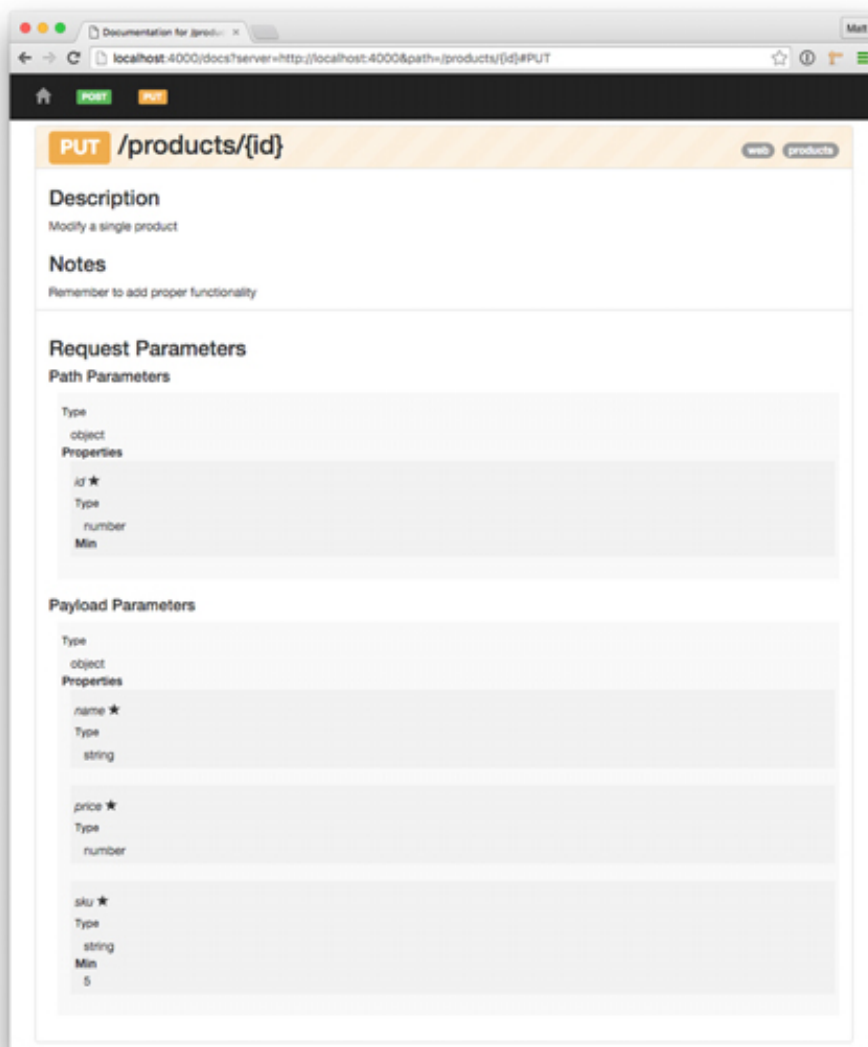 Documentation for /produc
Matt
localhost:4000/docs?server=http://localhost:4000&path=/products/{id}#PUT
POST PUT
PUT /products/{id} web products
Description
Modify a single product
Notes
Remember to add proper functionality
Request Parameters
Path Parameters
Type
object
Properties
id ★
Type
number
Min
Payload Parameters
Type
object
Properties
name ★
Type
string
price ★
Type
number
sku ★
Type
string
Min
5